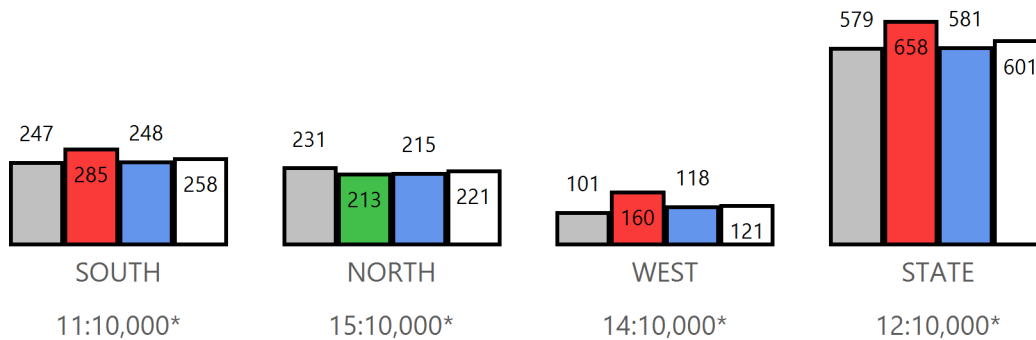 579 658 581 601
247 285 248 258
231 213 215 221
101 160 118 121
SOUTH NORTH WEST STATE
11:10,000* 15:10,000* 14:10,000* 12:10,000*